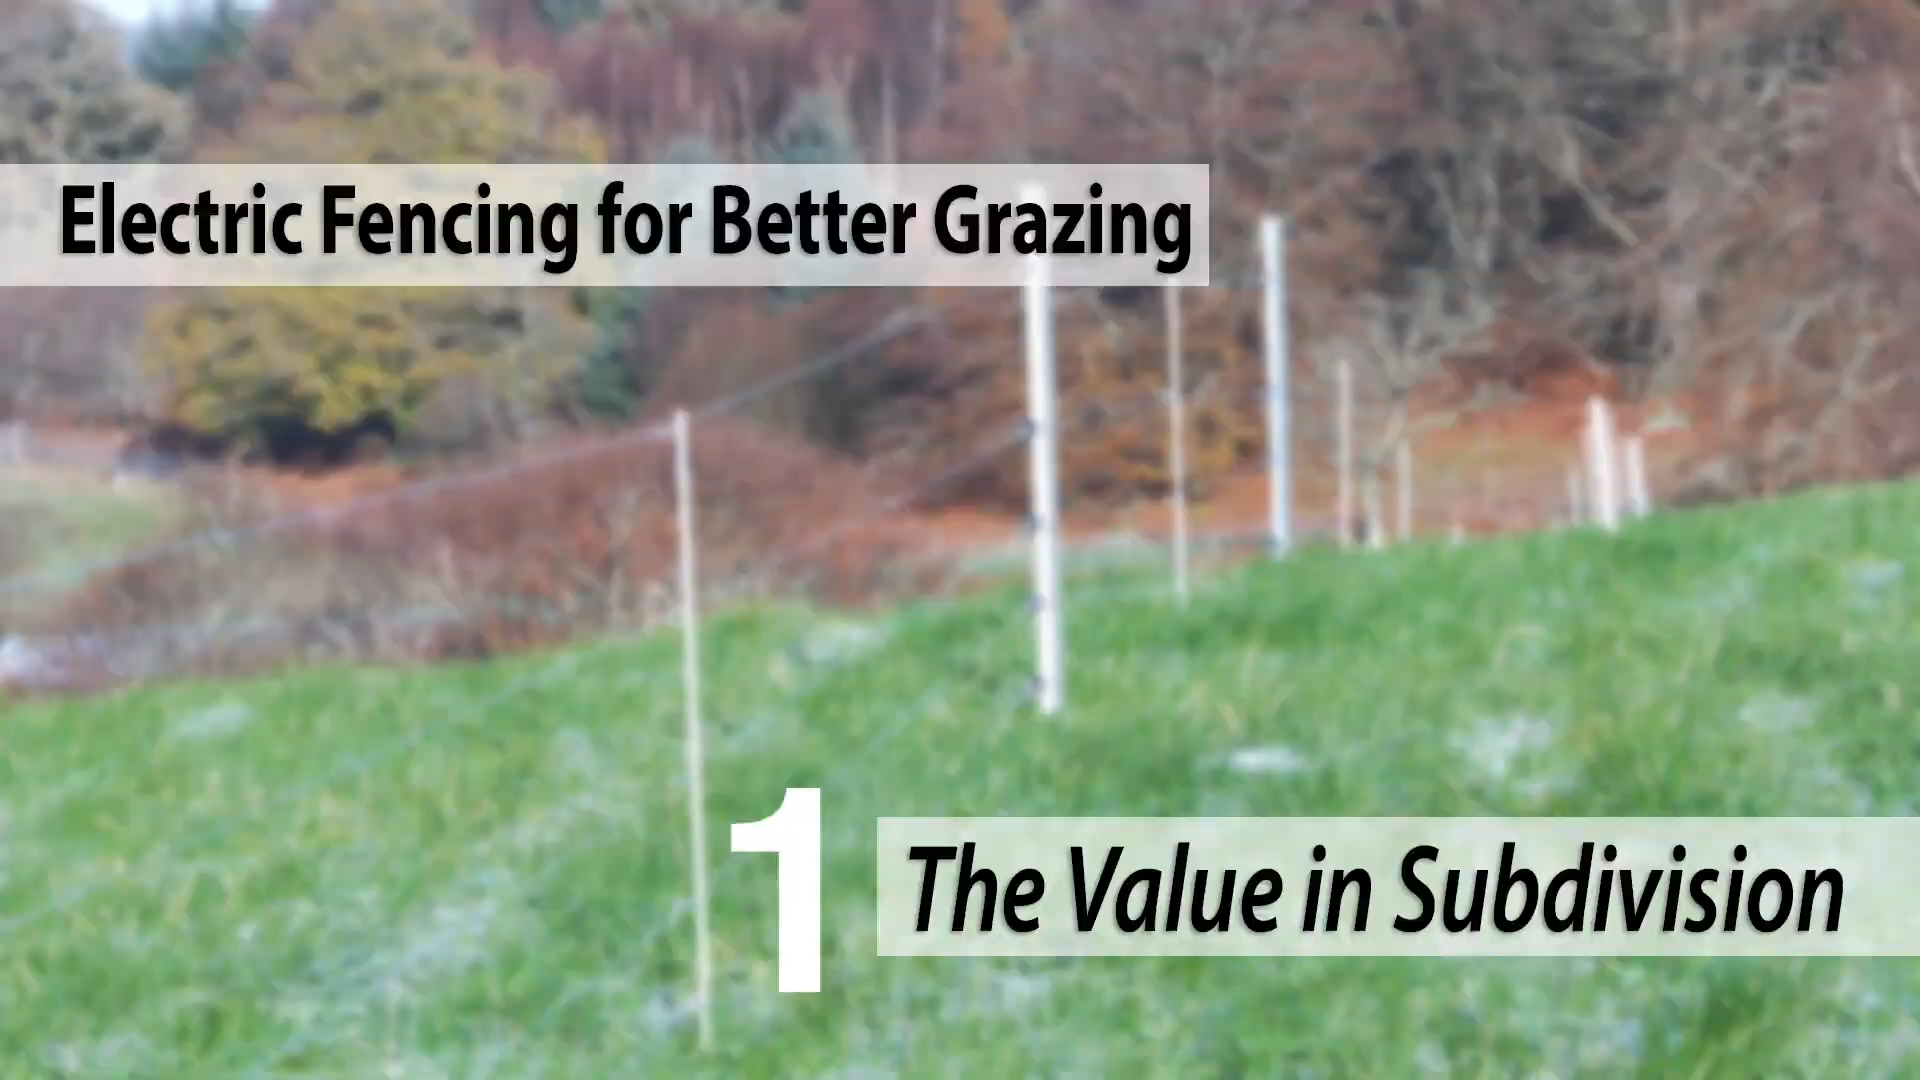 Electric Fencing for Better Grazing
1 The Value in Subdivision